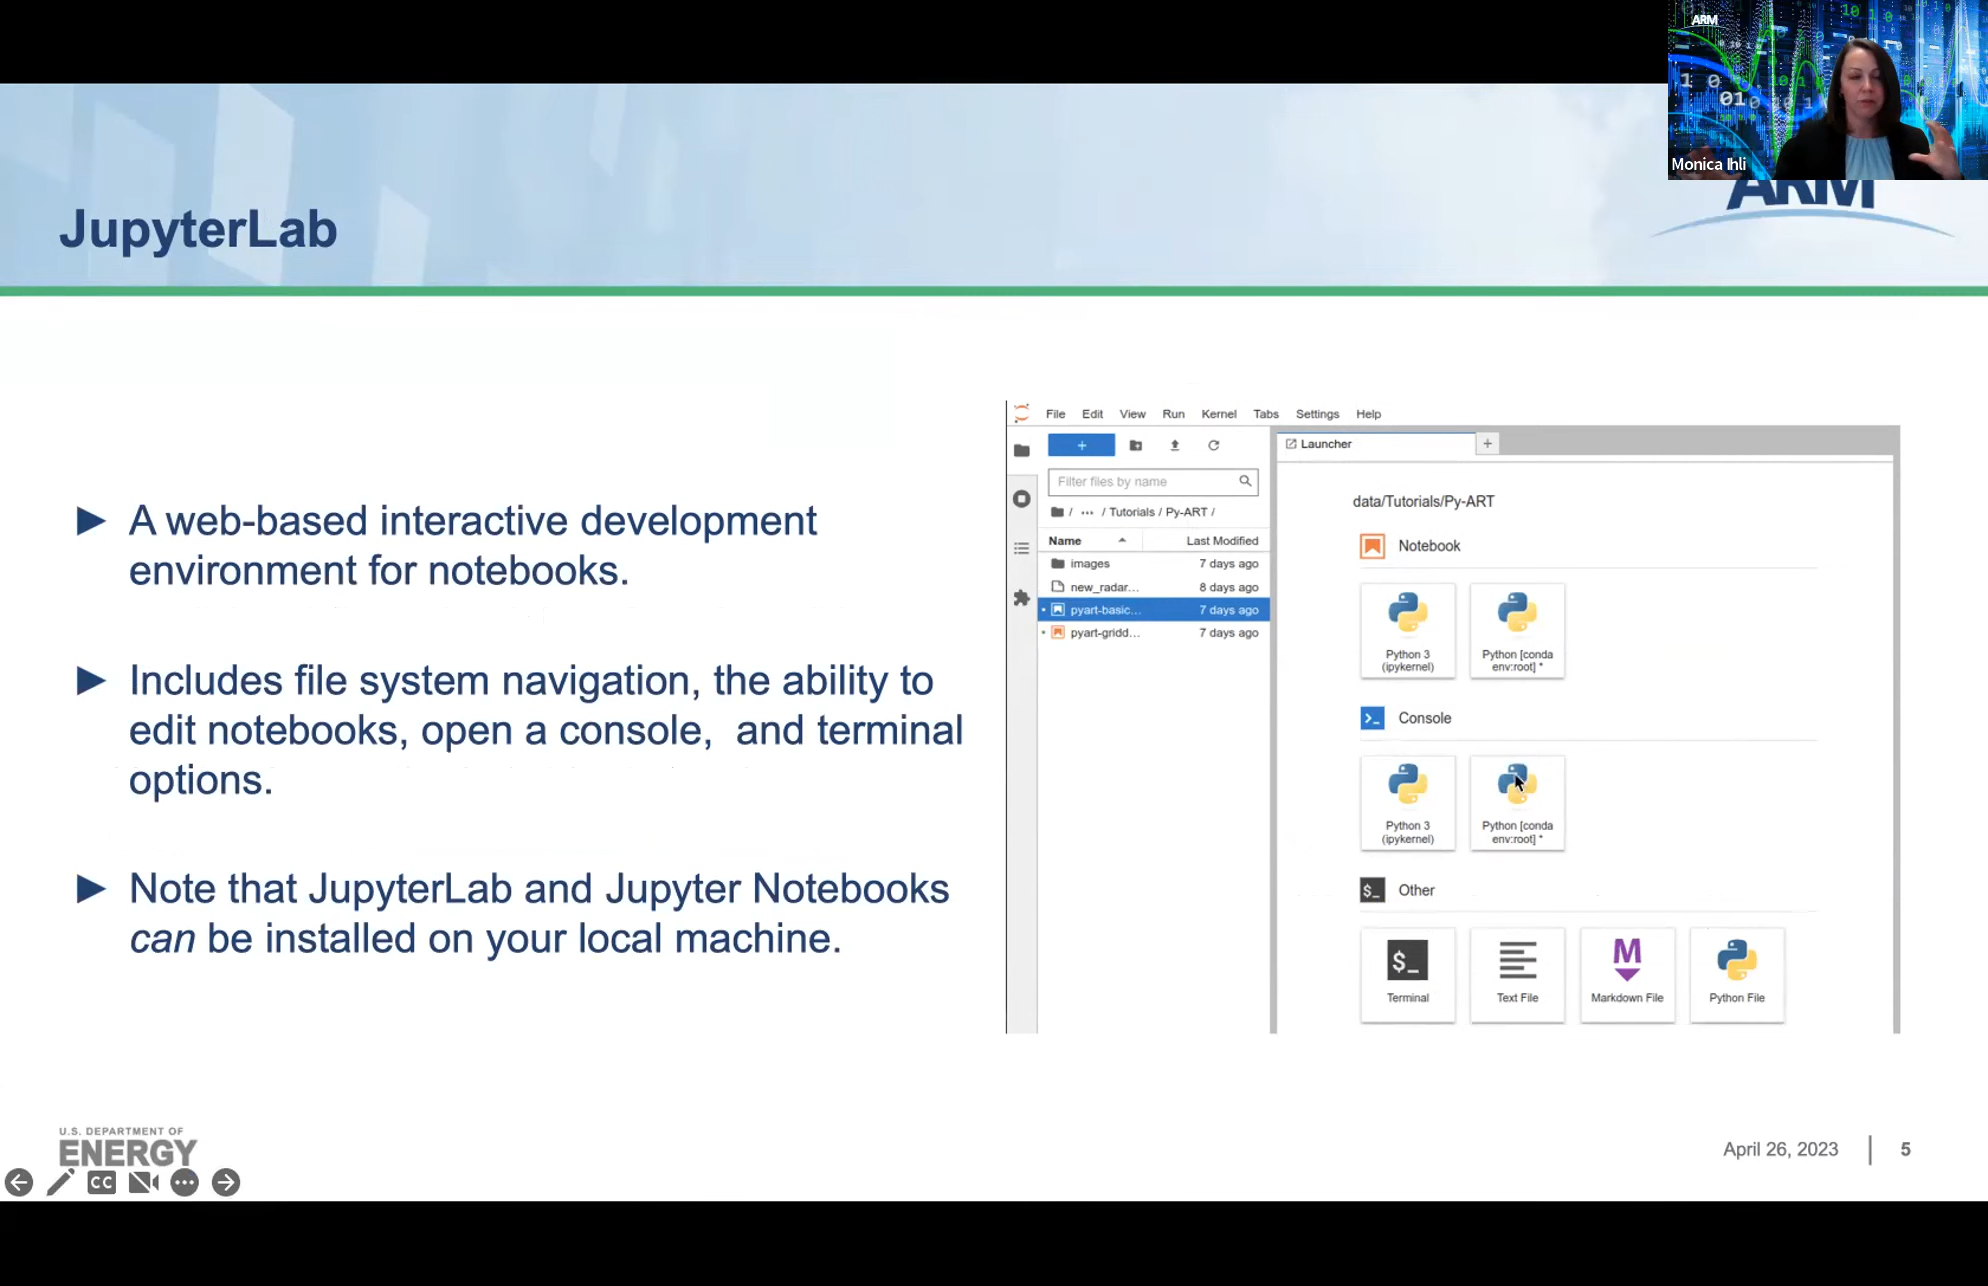 ARM
Monica Ihli
ARM
JupyterLab
A web-based interactive development
environment for notebooks.
Includes file system navigation, the ability to
edit notebooks, open a console,  and terminal
options.
Note that JupyterLab and Jupyter Notebooks
can be installed on your local machine.
File Edit View Run Kernel Tabs Settings Help
+
Launcher
+
Filter files by name
/ ... / Tutorials / Py-ART /
Name Last Modified
images 7 days ago
new_radar... 8 days ago
pyart-basic... 7 days ago
pyart-gridd... 7 days ago
data/Tutorials/Py-ART
Notebook
Python 3
(ipykernel)
Python [conda
env:root] *
Console
Python 3
(ipykernel)
Python [conda
env:root] *
$_ Other
$_
Terminal
Text File
M
Markdown File
Python File
U.S. DEPARTMENT OF
ENERGY
CC
April 26, 2023 | 5